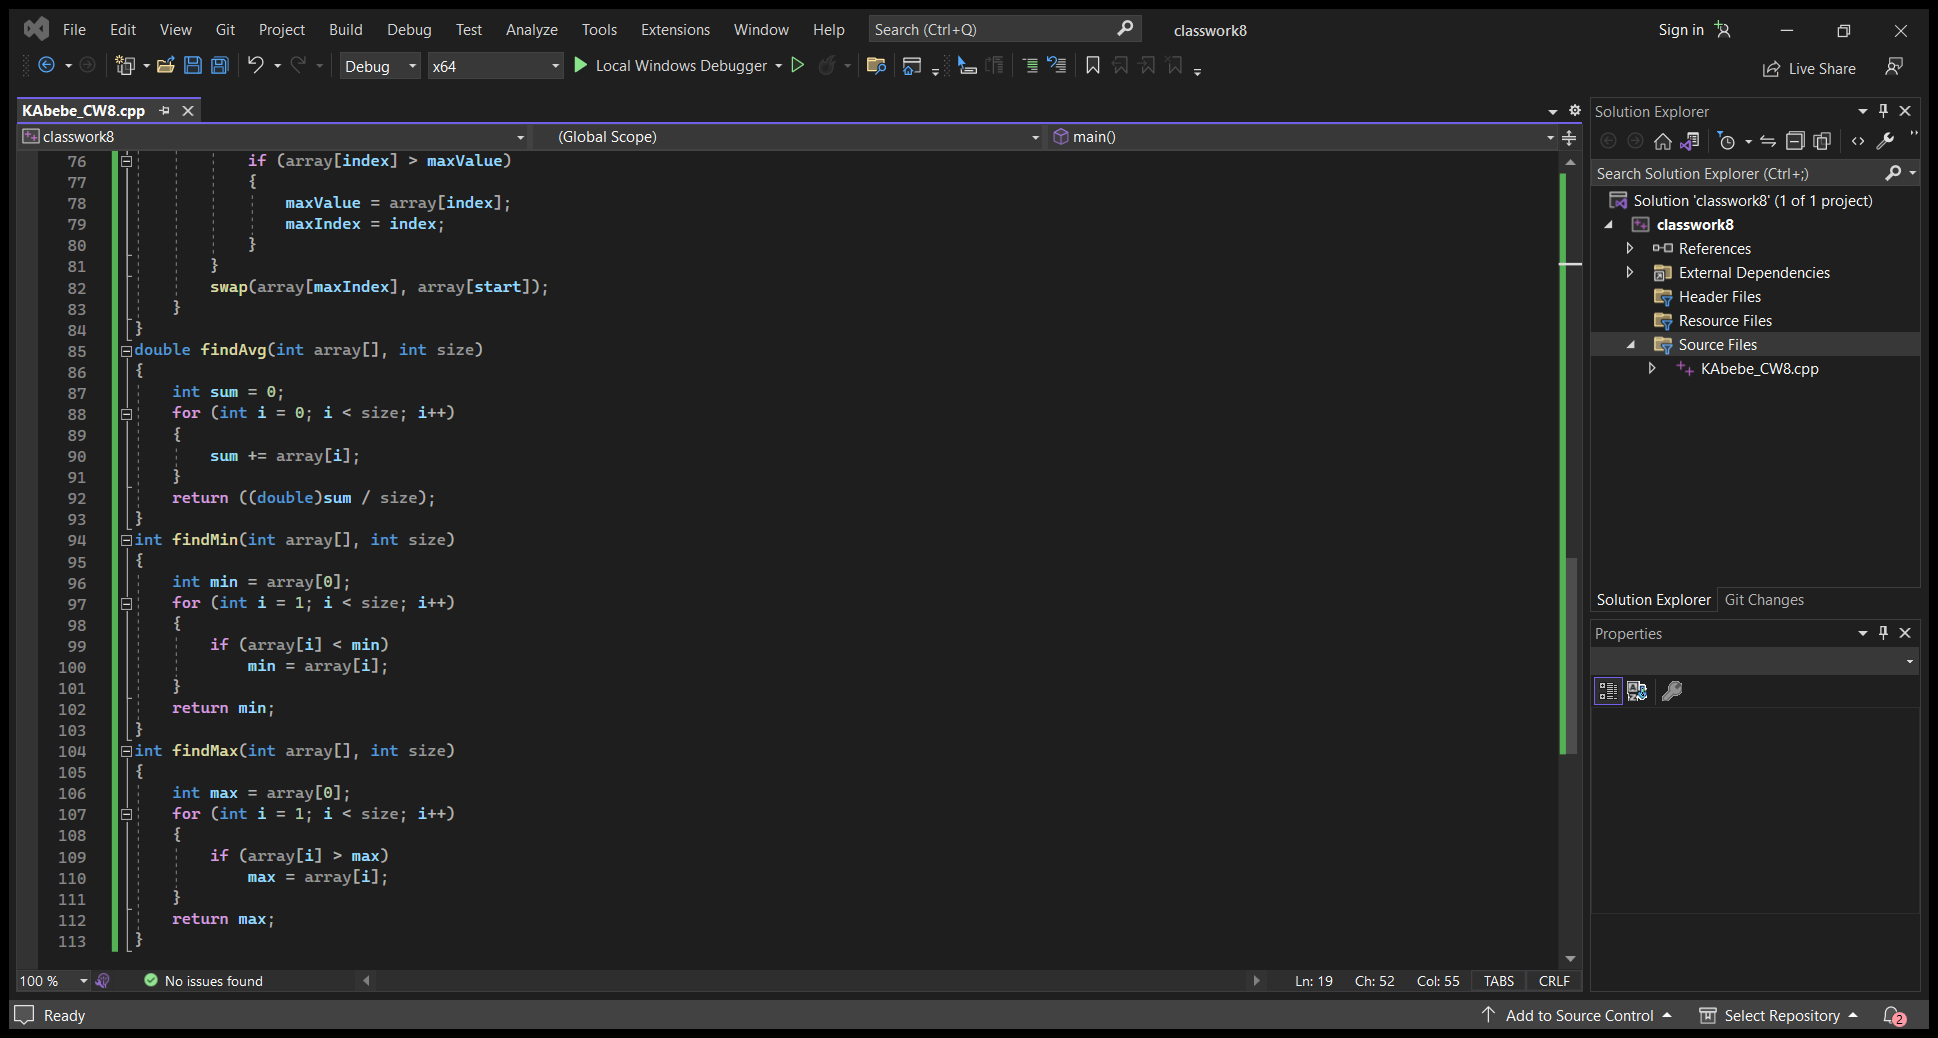 File Edit View Git Project Build Debug Test Analyze Tools Extensions Window Help Search (Ctrl+Q) classwork8 Sign in
Debug x64 Local Windows Debugger Live Share
KAbebe_CW8.cpp
classwork8 (Global Scope) main()
76 if (array[index] > maxValue)
77 {
78 maxValue = array[index];
79 maxIndex = index;
80 }
81 }
82 swap(array[maxIndex], array[start]);
83 }
84 }
85 double findAvg(int array[], int size)
86 {
87 int sum = 0;
88 for (int i = 0; i < size; i++)
89 {
90 sum += array[i];
91 }
92 return ((double)sum / size);
93 }
94 int findMin(int array[], int size)
95 {
96 int min = array[0];
97 for (int i = 1; i < size; i++)
98 {
99 if (array[i] < min)
100 min = array[i];
101 }
102 return min;
103 }
104 int findMax(int array[], int size)
105 {
106 int max = array[0];
107 for (int i = 1; i < size; i++)
108 {
109 if (array[i] > max)
110 max = array[i];
111 }
112 return max;
113 }
100 % No issues found Ln: 19 Ch: 52 Col: 55 TABS CRLF
Solution Explorer
Search Solution Explorer (Ctrl+;)
Solution 'classwork8' (1 of 1 project)
classwork8
References
External Dependencies
Header Files
Resource Files
Source Files
KAbebe_CW8.cpp
Solution Explorer Git Changes
Properties
Ready Add to Source Control Select Repository 2